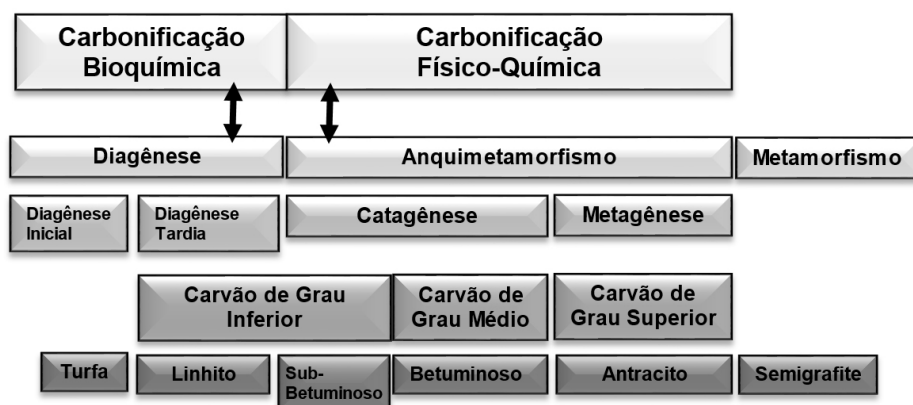 Carbonificação
Bioquímica
Carbonificação
Físico-Química
Diagênese
Anquimetamorfismo
Metamorfismo
Diagênese
Inicial
Diagênese
Tardia
Catagênese
Metagênese
Carvão de Grau
Inferior
Carvão de
Grau Médio
Carvão de
Grau Superior
Turfa
Linhito
Sub-
Betuminoso
Betuminoso
Antracito
Semigrafite